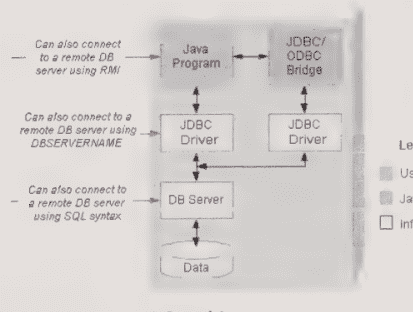 Can also connect
to a remote DB
server using RMI
Java
Program
JDBC/
ODBC
Bridge
Can also connect to a
remote DB server using
DBSERVERNAME
JDBC
Driver
JDBC
Driver
Can also connect to
a remote DB server
using SQL syntax
DB Server
Data
Le
Us
Ja
Inf